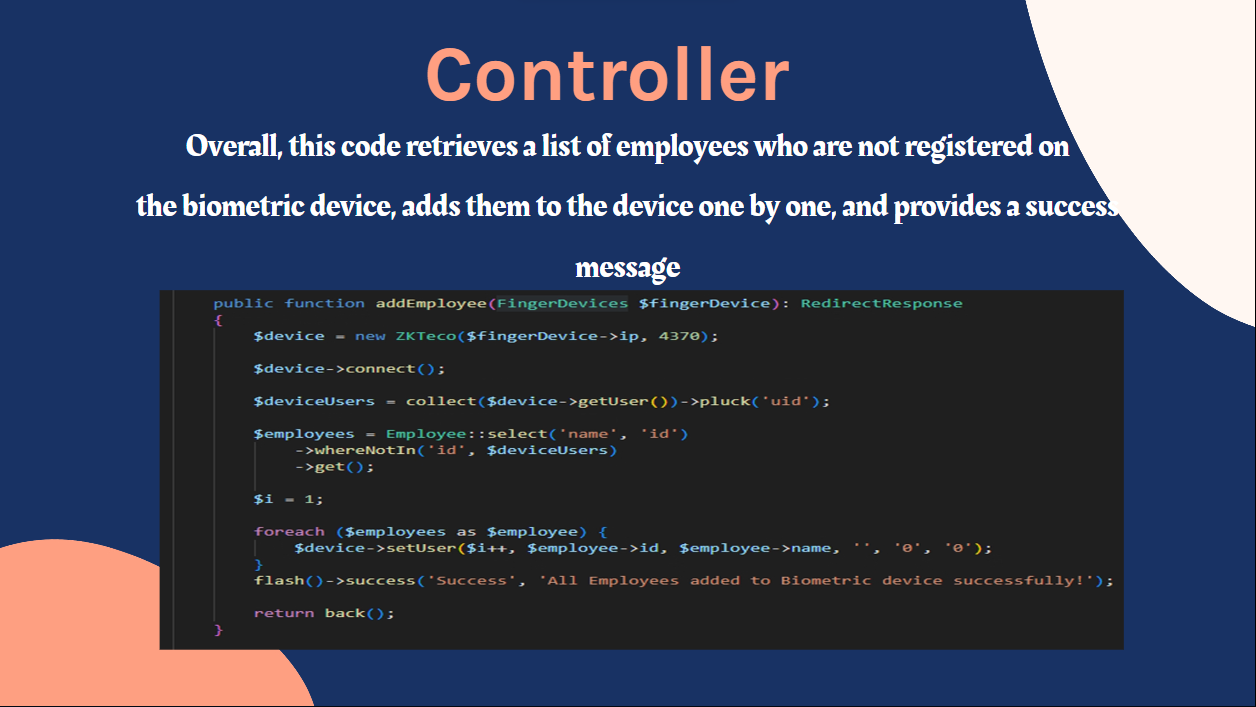 Controller
Overall, this code retrieves a list of employees who are not registered on
the biometric device, adds them to the device one by one, and provides a success
message
public function addEmployee(FingerDevices $fingerDevice): RedirectResponse
{
$device = new ZKTeco($fingerDevice->ip, 4370);
$device->connect();
$deviceUsers = collect($device->getUser())->pluck('uid');
$employees = Employee::select('name', 'id')
->whereNotIn('id', $deviceUsers)
->get();
$i = 1;
foreach ($employees as $employee) {
$device->setUser($i++, $employee->id, $employee->name, '', '0', '0');
}
flash()->success('Success', 'All Employees added to Biometric device successfully!');
return back();
}